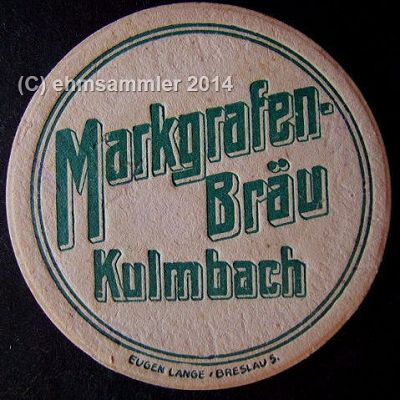 (C) ehmsammler 2014
Markgrafen-
Bräu
Kulmbach
EUGEN LANGE, BRESLAU 5.